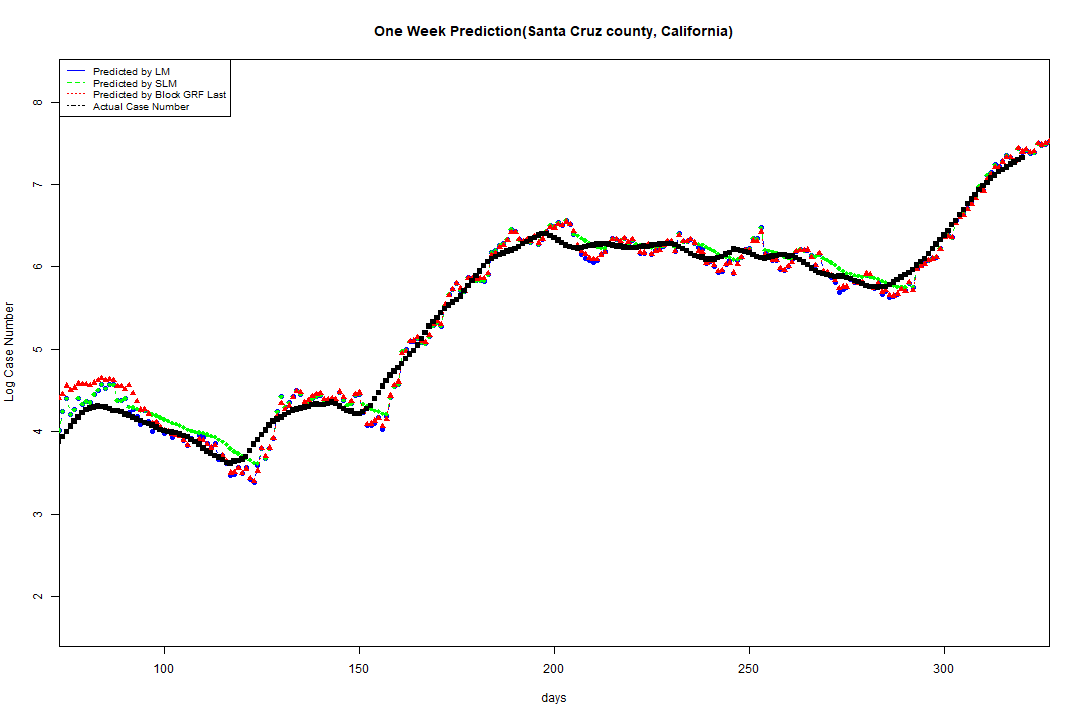 One Week Prediction(Santa Cruz county, California)
Predicted by LM
Predicted by SLM
Predicted by Block GRF Last
Actual Case Number
8
7
6
5
4
3
2
Log Case Number
100 150 200 250 300
days